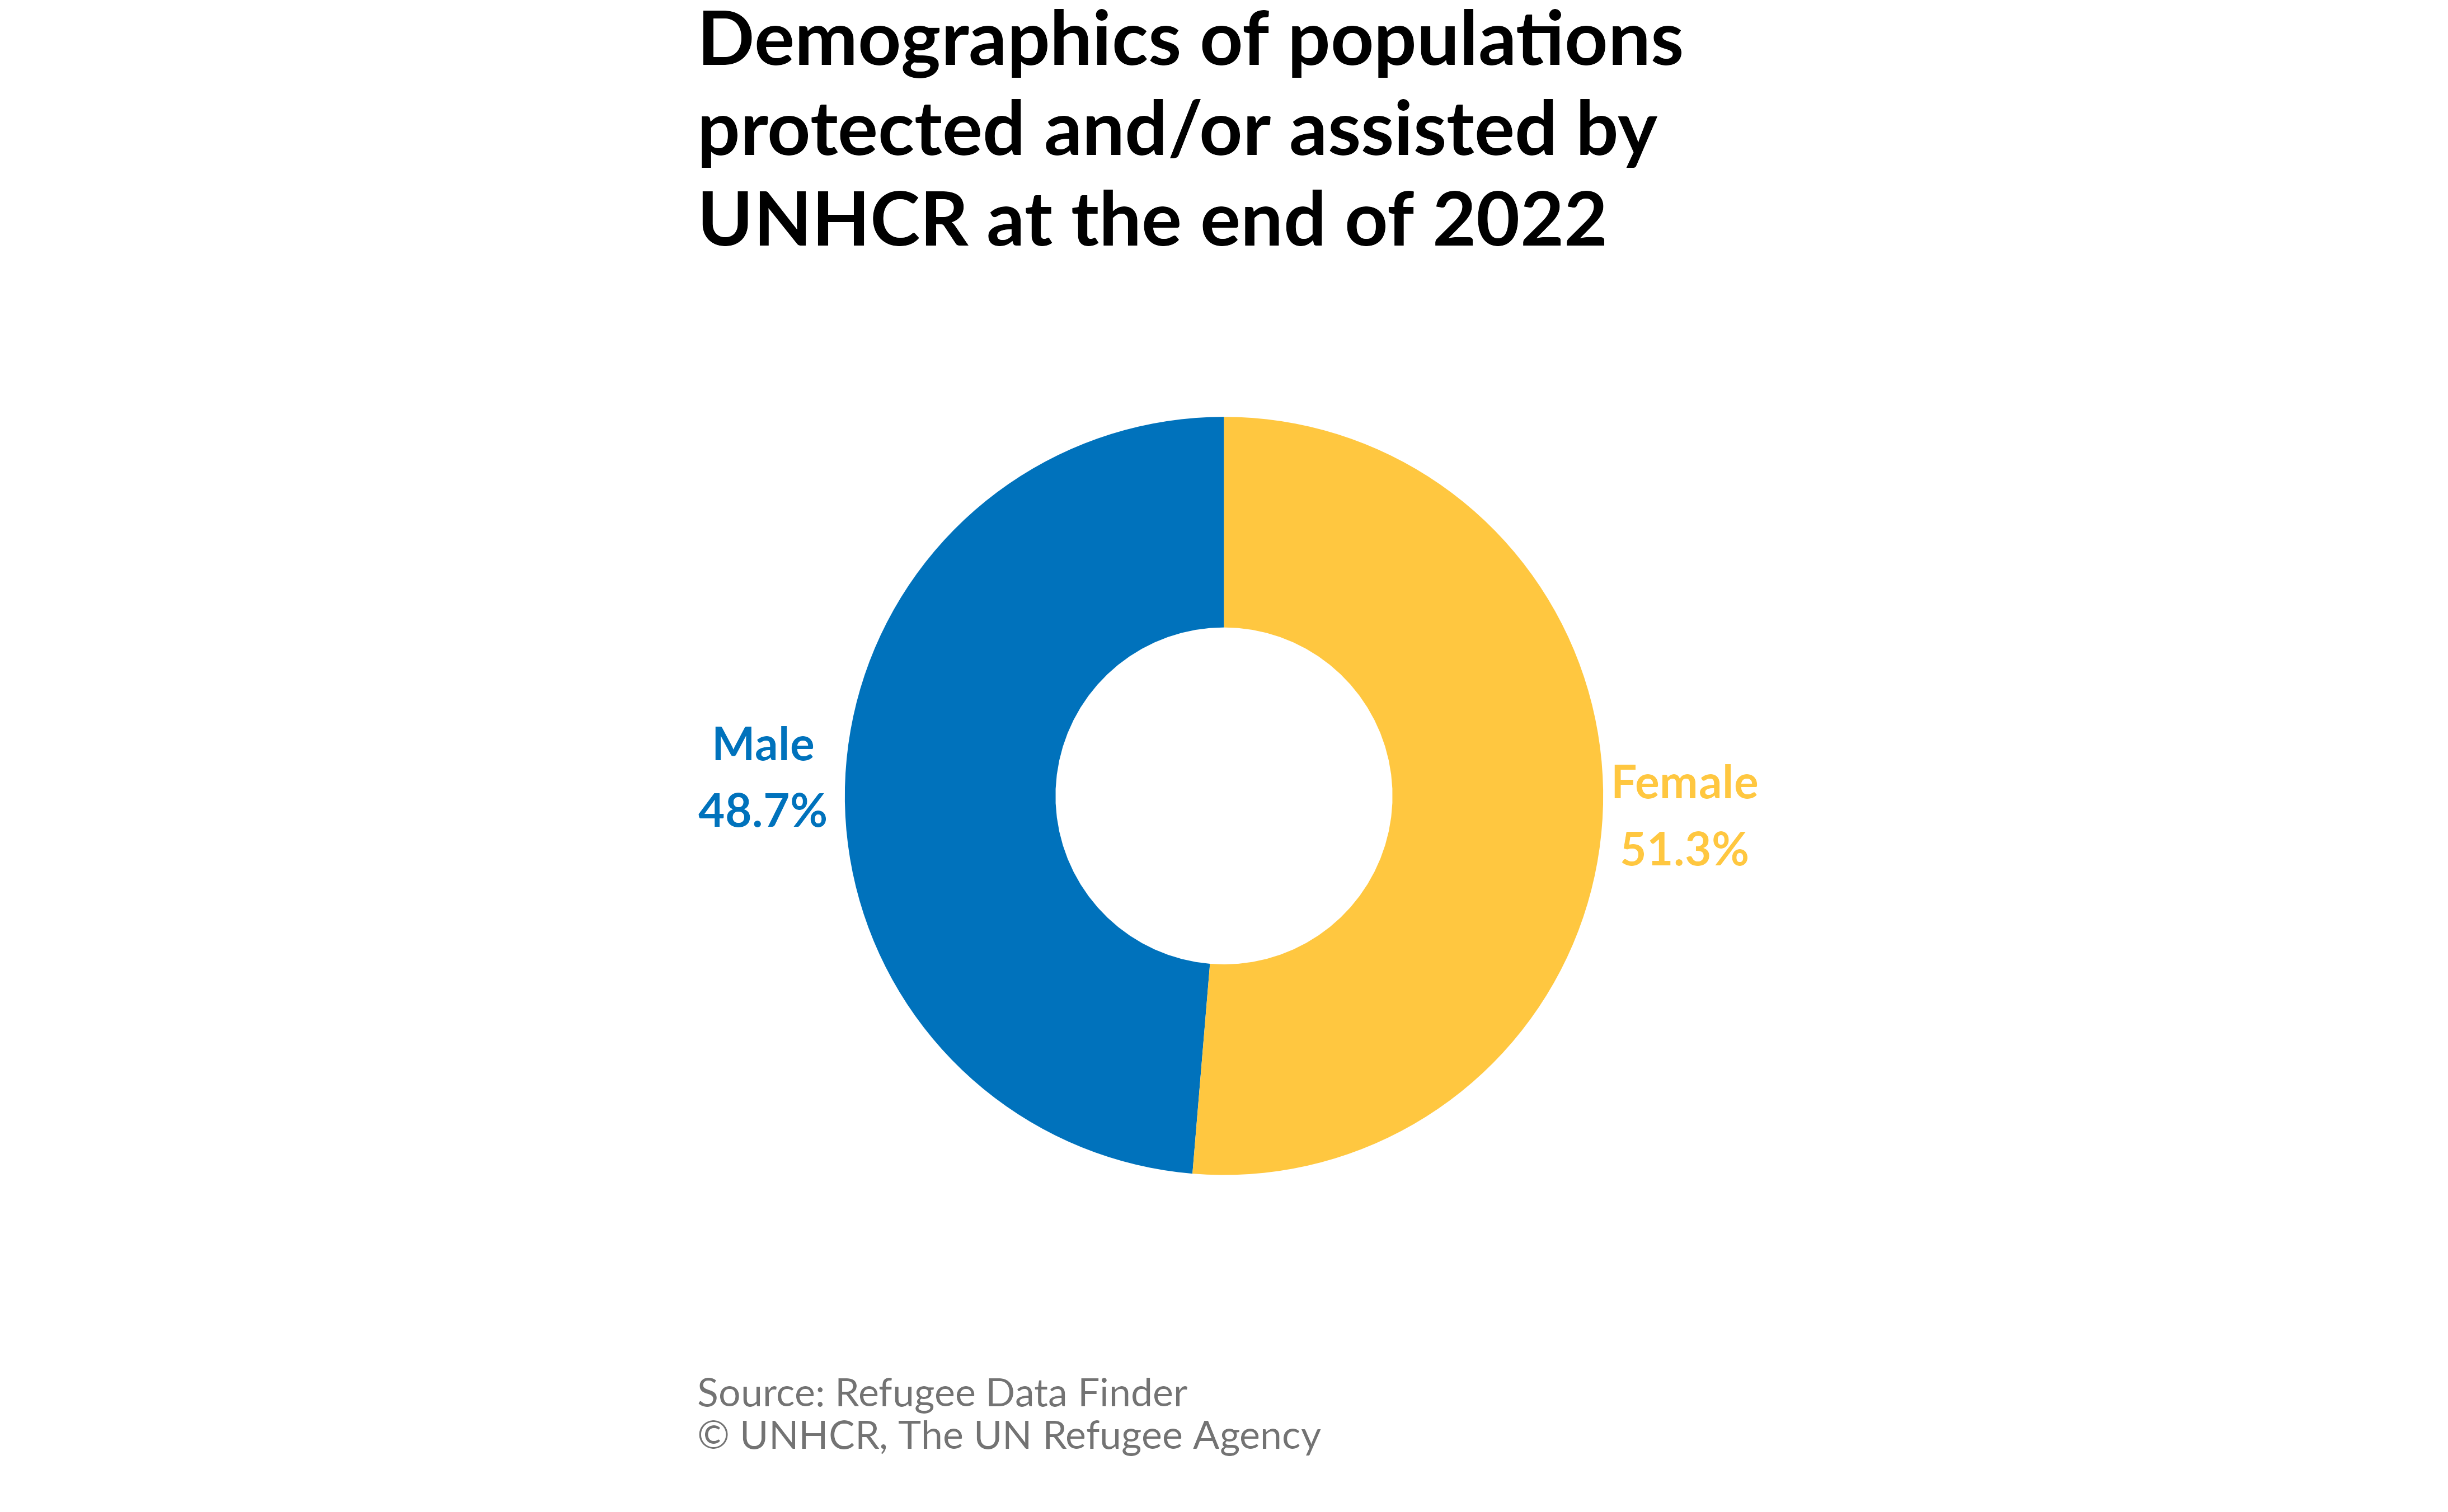 Demographics of populations
protected and/or assisted by
UNHCR at the end of 2022
Male
48.7%
Female
51.3%
Source: Refugee Data Finder
© UNHCR, The UN Refugee Agency